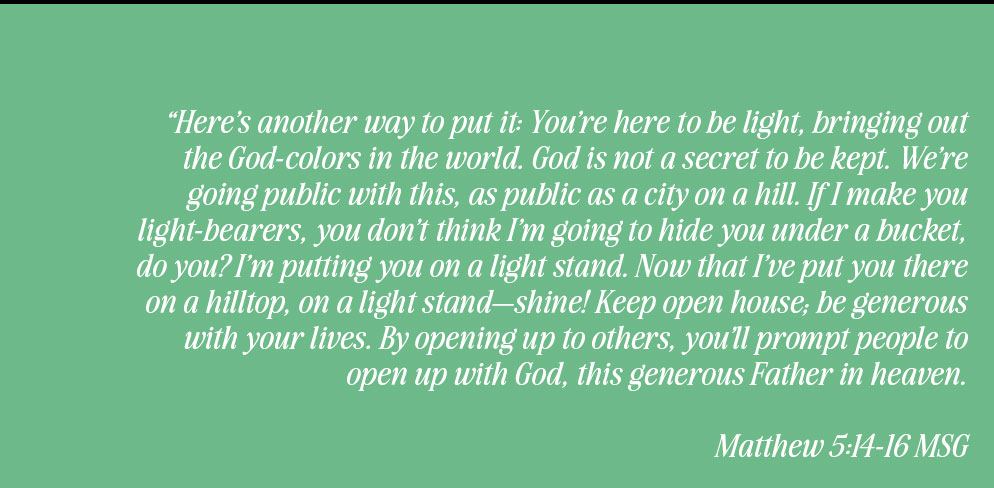 “Here’s another way to put it: You’re here to be light, bringing out
the God-colors in the world. God is not a secret to be kept. We’re
going public with this, as public as a city on a hill. If I make you
light-bearers, you don’t think I’m going to hide you under a bucket,
do you? I’m putting you on a light stand. Now that I’ve put you there
on a hilltop, on a light stand—shine! Keep open house; be generous
with your lives. By opening up to others, you’ll prompt people to
open up with God, this generous Father in heaven.
Matthew 5:14-16 MSG